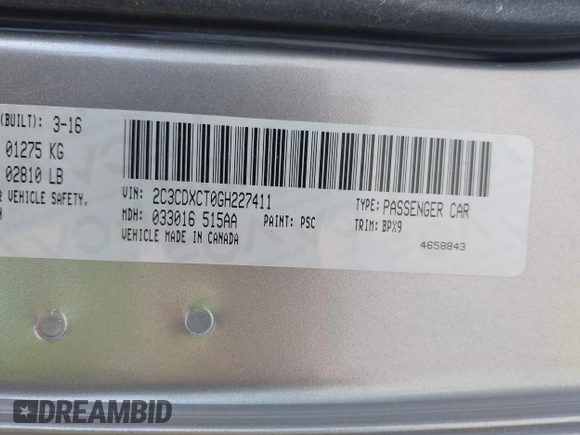 (BUILT): 3-16
01275 KG
02810 LB
VEHICLE SAFETY,
VIN: 2C3CDXCT0GH227411
TYPE: PASSENGER CAR
MDH: 033016 515AA
PAINT: PSC
TRIM: BPX9
VEHICLE MADE IN CANADA
4658843
DREAMBID